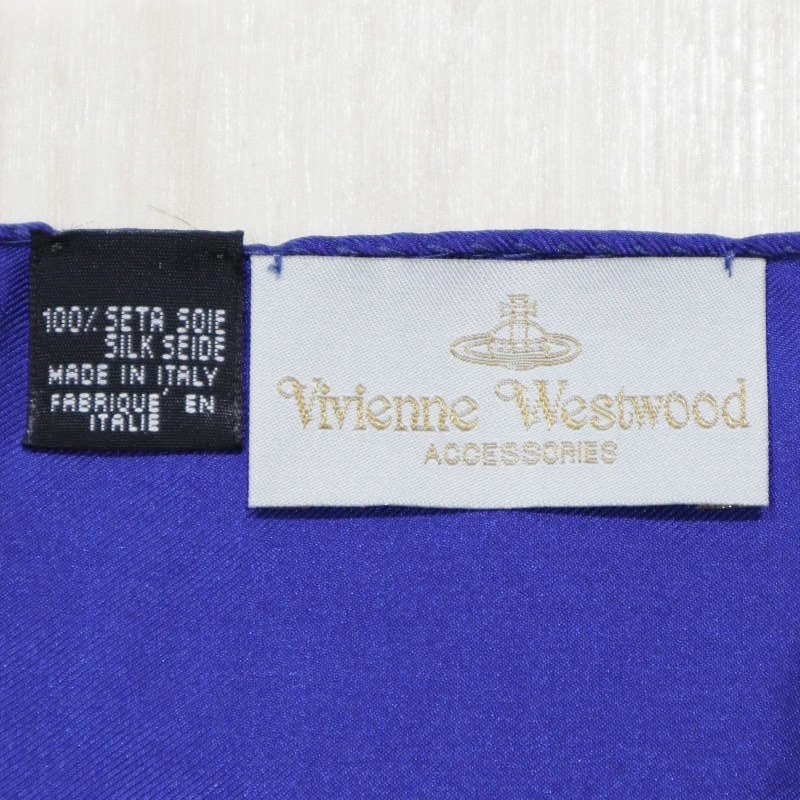 100% SETA SOIE
SILK SEIDE
MADE IN ITALY
FABRIQUE' EN
ITALIE
Vivienne Westwood
ACCESSORIES